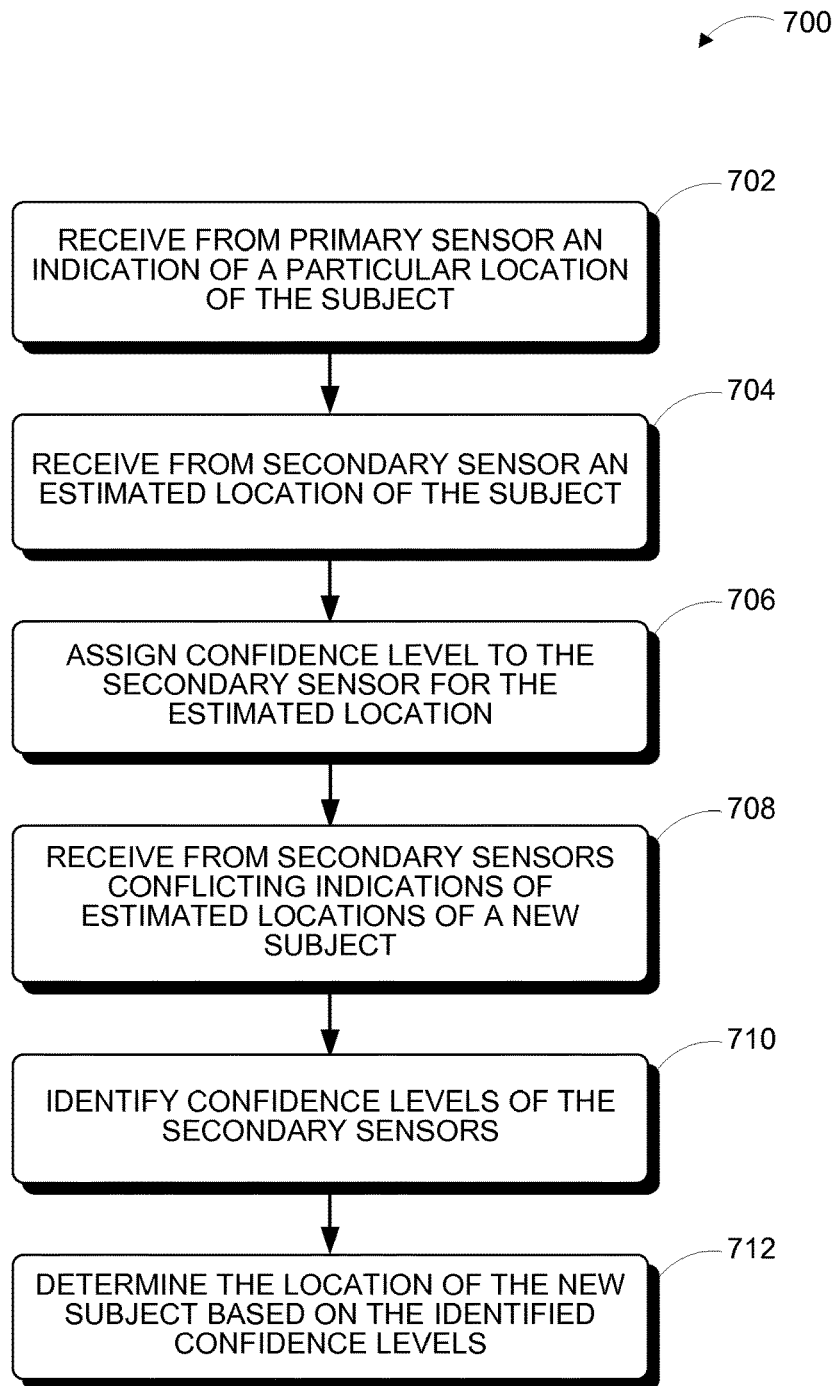 700
702
RECEIVE FROM PRIMARY SENSOR AN
INDICATION OF A PARTICULAR LOCATION
OF THE SUBJECT
704
RECEIVE FROM SECONDARY SENSOR AN
ESTIMATED LOCATION OF THE SUBJECT
706
ASSIGN CONFIDENCE LEVEL TO THE
SECONDARY SENSOR FOR THE
ESTIMATED LOCATION
708
RECEIVE FROM SECONDARY SENSORS
CONFLICTING INDICATIONS OF
ESTIMATED LOCATIONS OF A NEW
SUBJECT
710
IDENTIFY CONFIDENCE LEVELS OF THE
SECONDARY SENSORS
712
DETERMINE THE LOCATION OF THE NEW
SUBJECT BASED ON THE IDENTIFIED
CONFIDENCE LEVELS